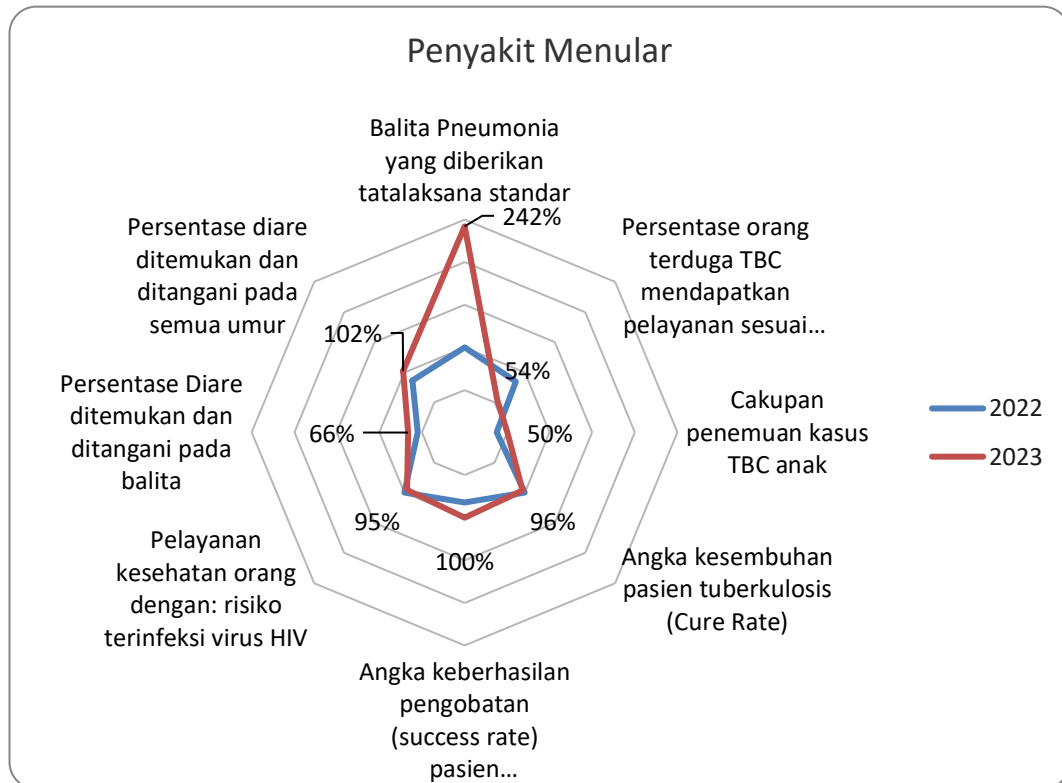 Penyakit Menular
Balita Pneumonia
yang diberikan
tatalaksana standar
242%
Persentase orang
terduga TBC
mendapatkan
pelayanan sesuai...
54%
Cakupan
penemuan kasus
TBC anak
50%
Angka kesembuhan
pasien tuberkulosis
(Cure Rate)
96%
Angka keberhasilan
pengobatan
(success rate)
pasien...
100%
Pelayanan
kesehatan orang
dengan: risiko
terinfeksi virus HIV
95%
Persentase Diare
ditemukan dan
ditangani pada
balita
66%
Persentase diare
ditemukan dan
ditangani pada
semua umur
102%
2022
2023